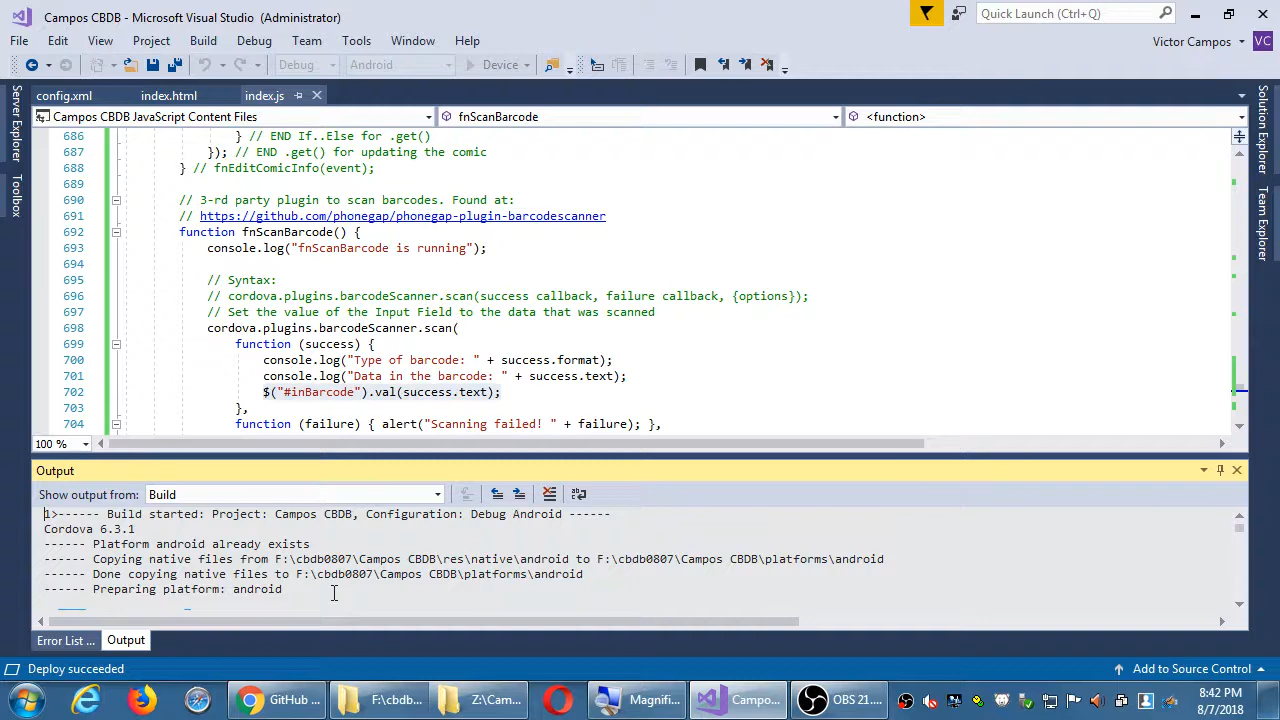 Campos CBDB - Microsoft Visual Studio (Administrator)
Quick Launch (Ctrl+Q)
File Edit View Project Build Debug Team Tools Window Help
Victor Campos VC
Debug Android Device
config.xml index.html index.js
Campos CBDB JavaScript Content Files fnScanBarcode <function>
Server Explorer
Toolbox
Solution Explorer
Team Explorer
686 } // END If..Else for .get()
687 }); // END .get() for updating the comic
688 } // fnEditComicInfo(event);
689
690 // 3-rd party plugin to scan barcodes. Found at:
691 // https://github.com/phonegap/phonegap-plugin-barcodescanner
692 function fnScanBarcode() {
693 console.log("fnScanBarcode is running");
694
695 // Syntax:
696 // cordova.plugins.barcodeScanner.scan(success callback, failure callback, {options});
697 // Set the value of the Input Field to the data that was scanned
698 cordova.plugins.barcodeScanner.scan(
699 function (success) {
700 console.log("Type of barcode: " + success.format);
701 console.log("Data in the barcode: " + success.text);
702 $("#inBarcode").val(success.text);
703 },
704 function (failure) { alert("Scanning failed! " + failure); },
100 %
Output
Show output from: Build
1>------ Build started: Project: Campos CBDB, Configuration: Debug Android ------
Cordova 6.3.1
------ Platform android already exists
------ Copying native files from F:\cbdb0807\Campos CBDB\res\native\android to F:\cbdb0807\Campos CBDB\platforms\android
------ Done copying native files to F:\cbdb0807\Campos CBDB\platforms\android
------ Preparing platform: android
Error List ... Output
Deploy succeeded
Add to Source Control
GitHub ... F:\cbdb... Z:\Cam... Magnifi... Campo... OBS 21....
8:42 PM
8/7/2018